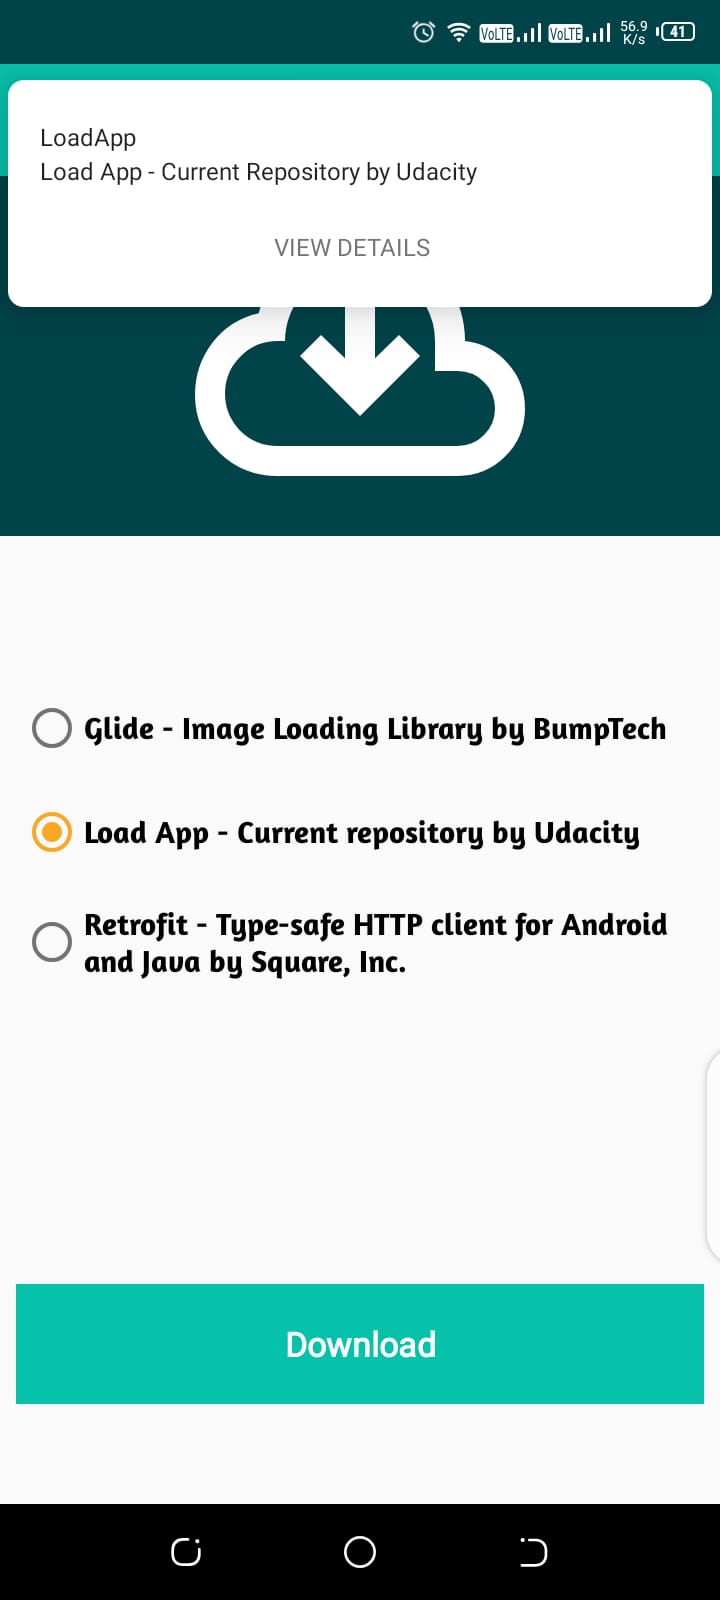 VoLTE VoLTE 56.9 K/s 41
LoadApp
Load App - Current Repository by Udacity
VIEW DETAILS
Glide - Image Loading Library by BumpTech
Load App - Current repository by Udacity
Retrofit - Type-safe HTTP client for Android
and Java by Square, Inc.
Download